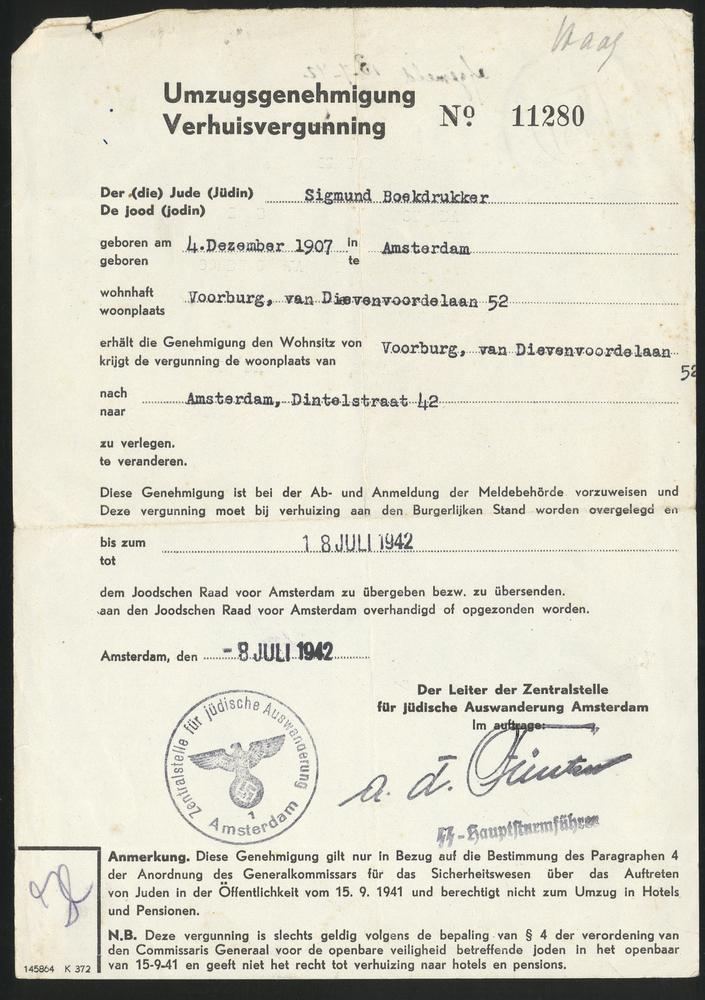 Haag
Umzugsgenehmigung
Verhuisvergunning
Nº 11280
Der (die) Jude (Jüdin) Sigmund Boekdrukker
De jood (jodin)
geboren am 4.Dezember 1907 in Amsterdam
geboren te
wohnhaft Voorburg, van Dievenvoordelaan 52
woonplaats
erhält die Genehmigung den Wohnsitz von Voorburg, van Dievenvoordelaan
krijgt de vergunning de woonplaats van 52
nach Amsterdam, Dintelstraat 42
naar
zu verlegen.
te veranderen.
Diese Genehmigung ist bei der Ab- und Anmeldung der Meldebehörde vorzuweisen und
Deze vergunning moet bij verhuizing aan den Burgerlijken Stand worden overgelegd en
bis zum 18 JULI 1942
tot
dem Joodschen Raad voor Amsterdam zu übergeben bezw. zu übersenden.
aan den Joodschen Raad voor Amsterdam overhandigd of opgezonden worden.
Amsterdam, den -8 JULI 1942
Der Leiter der Zentralstelle
für jüdische Auswanderung Amsterdam
Im auftrage:
a. d. Fünten
SS-Hauptsturmführer
Zentralstelle für jüdische Auswanderung
1
Amsterdam
Anmerkung. Diese Genehmigung gilt nur in Bezug auf die Bestimmung des Paragraphen 4
der Anordnung des Generalkommissars für das Sicherheitswesen über das Auftreten
von Juden in der Öffentlichkeit vom 15. 9. 1941 und berechtigt nicht zum Umzug in Hotels
und Pensionen.
N.B. Deze vergunning is slechts geldig volgens de bepaling van § 4 der verordening van
den Commissaris Generaal voor de openbare veiligheid betreffende joden in het openbaar
van 15-9-41 en geeft niet het recht tot verhuizing naar hotels en pensions.
145864 K 372